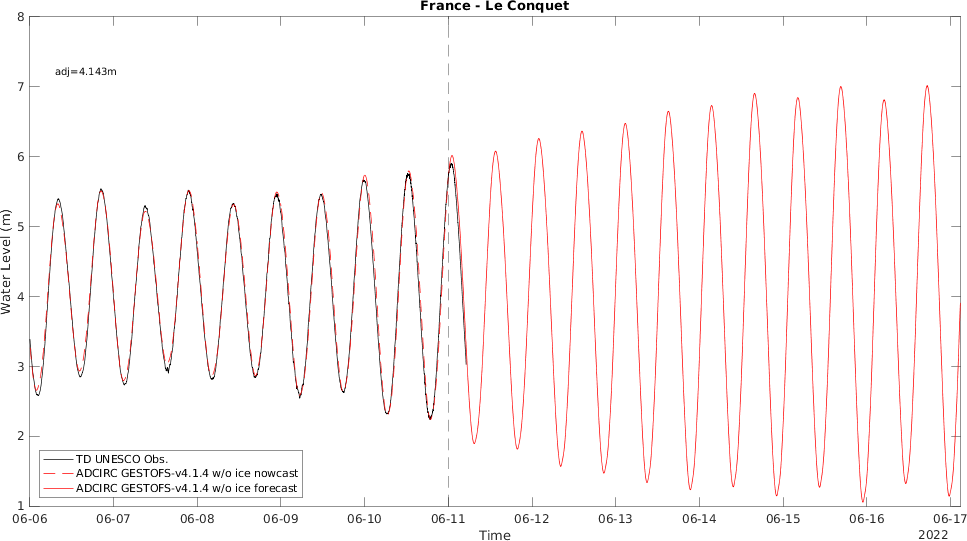 France - Le Conquet
adj=4.143m
8
7
6
5
4
3
2
1
Water Level (m)
TD UNESCO Obs.
ADCIRC GESTOFS-v4.1.4 w/o ice nowcast
ADCIRC GESTOFS-v4.1.4 w/o ice forecast
06-06 06-07 06-08 06-09 06-10 06-11 06-12 06-13 06-14 06-15 06-16 06-17
Time
2022